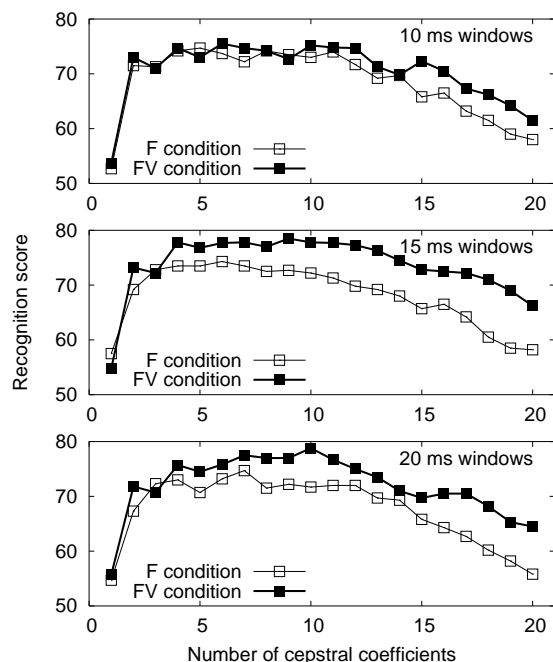 80
10 ms windows
70
60
F condition
FV condition
50
0 5 10 15 20
80
15 ms windows
70
60
F condition
FV condition
50
0 5 10 15 20
80
20 ms windows
70
60
F condition
FV condition
50
0 5 10 15 20
Recognition score
Number of cepstral coefficients